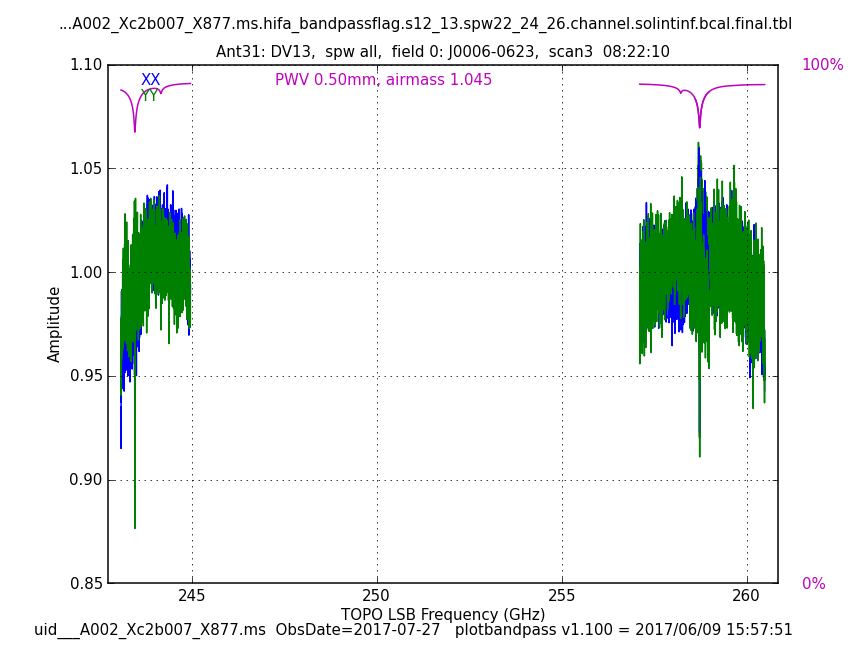 ...A002_Xc2b007_X877.ms.hifa_bandpassflag.s12_13.spw22_24_26.channel.solintinf.bcal.final.tbl
Ant31: DV13,  spw all,  field 0: J0006-0623,  scan3  08:22:10
1.10
XX
PWV 0.50mm, airmass 1.045
100%
YY
1.05
1.00
Amplitude
0.95
0.90
0.85
0%
245
250
255
260
TOPO LSB Frequency (GHz)
uid___A002_Xc2b007_X877.ms  ObsDate=2017-07-27   plotbandpass v1.100 = 2017/06/09 15:57:51